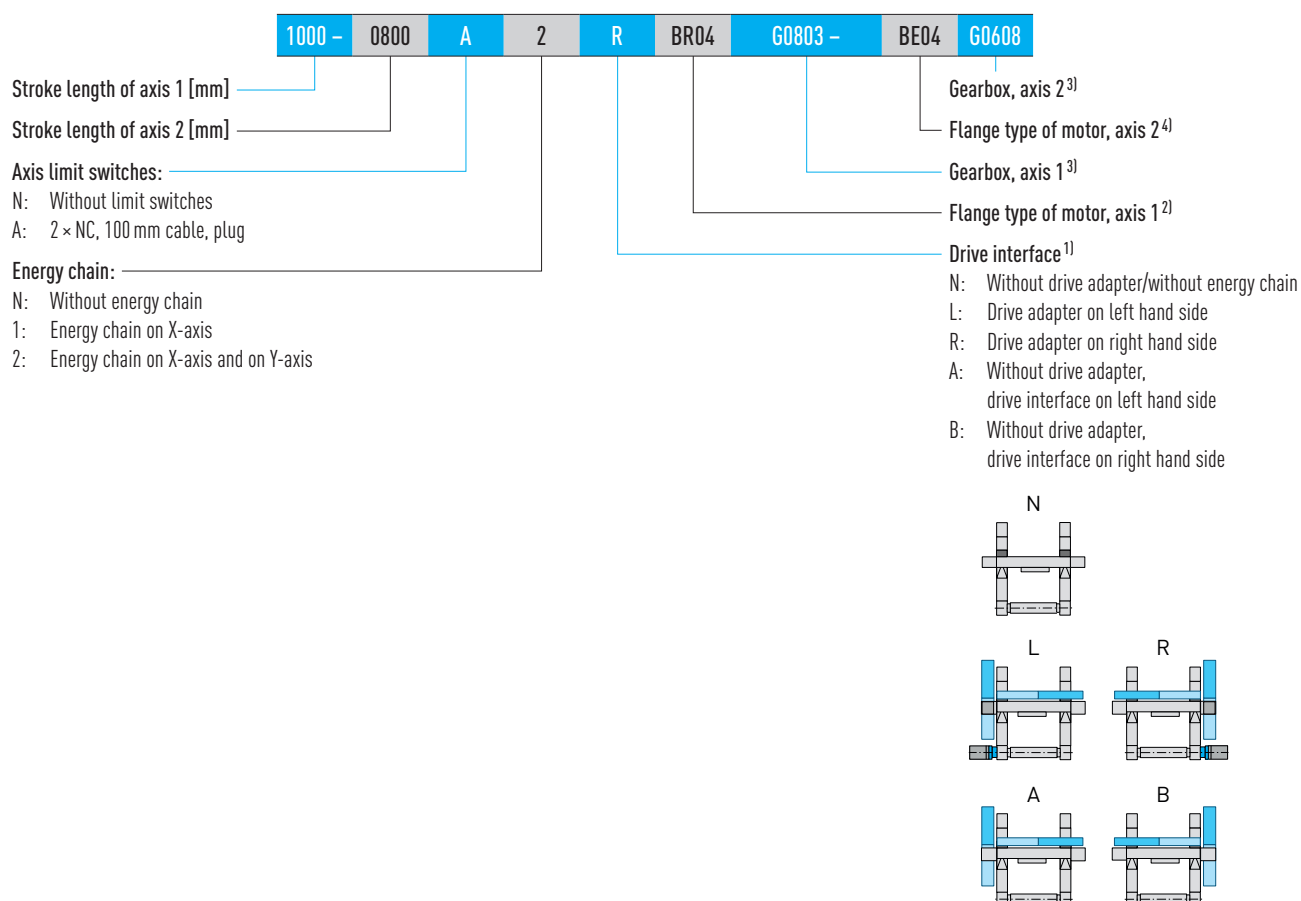 1000 – 0800 A 2 R BR04 G0803 – BE04 G0608
Stroke length of axis 1 [mm]
Stroke length of axis 2 [mm]
Axis limit switches:
N: Without limit switches
A: 2 × NC, 100 mm cable, plug
Energy chain:
N: Without energy chain
1: Energy chain on X-axis
2: Energy chain on X-axis and on Y-axis
Gearbox, axis 2 3)
Flange type of motor, axis 2 4)
Gearbox, axis 1 3)
Flange type of motor, axis 1 2)
Drive interface 1)
N: Without drive adapter/without energy chain
L: Drive adapter on left hand side
R: Drive adapter on right hand side
A: Without drive adapter,
drive interface on left hand side
B: Without drive adapter,
drive interface on right hand side
N
L R
A B